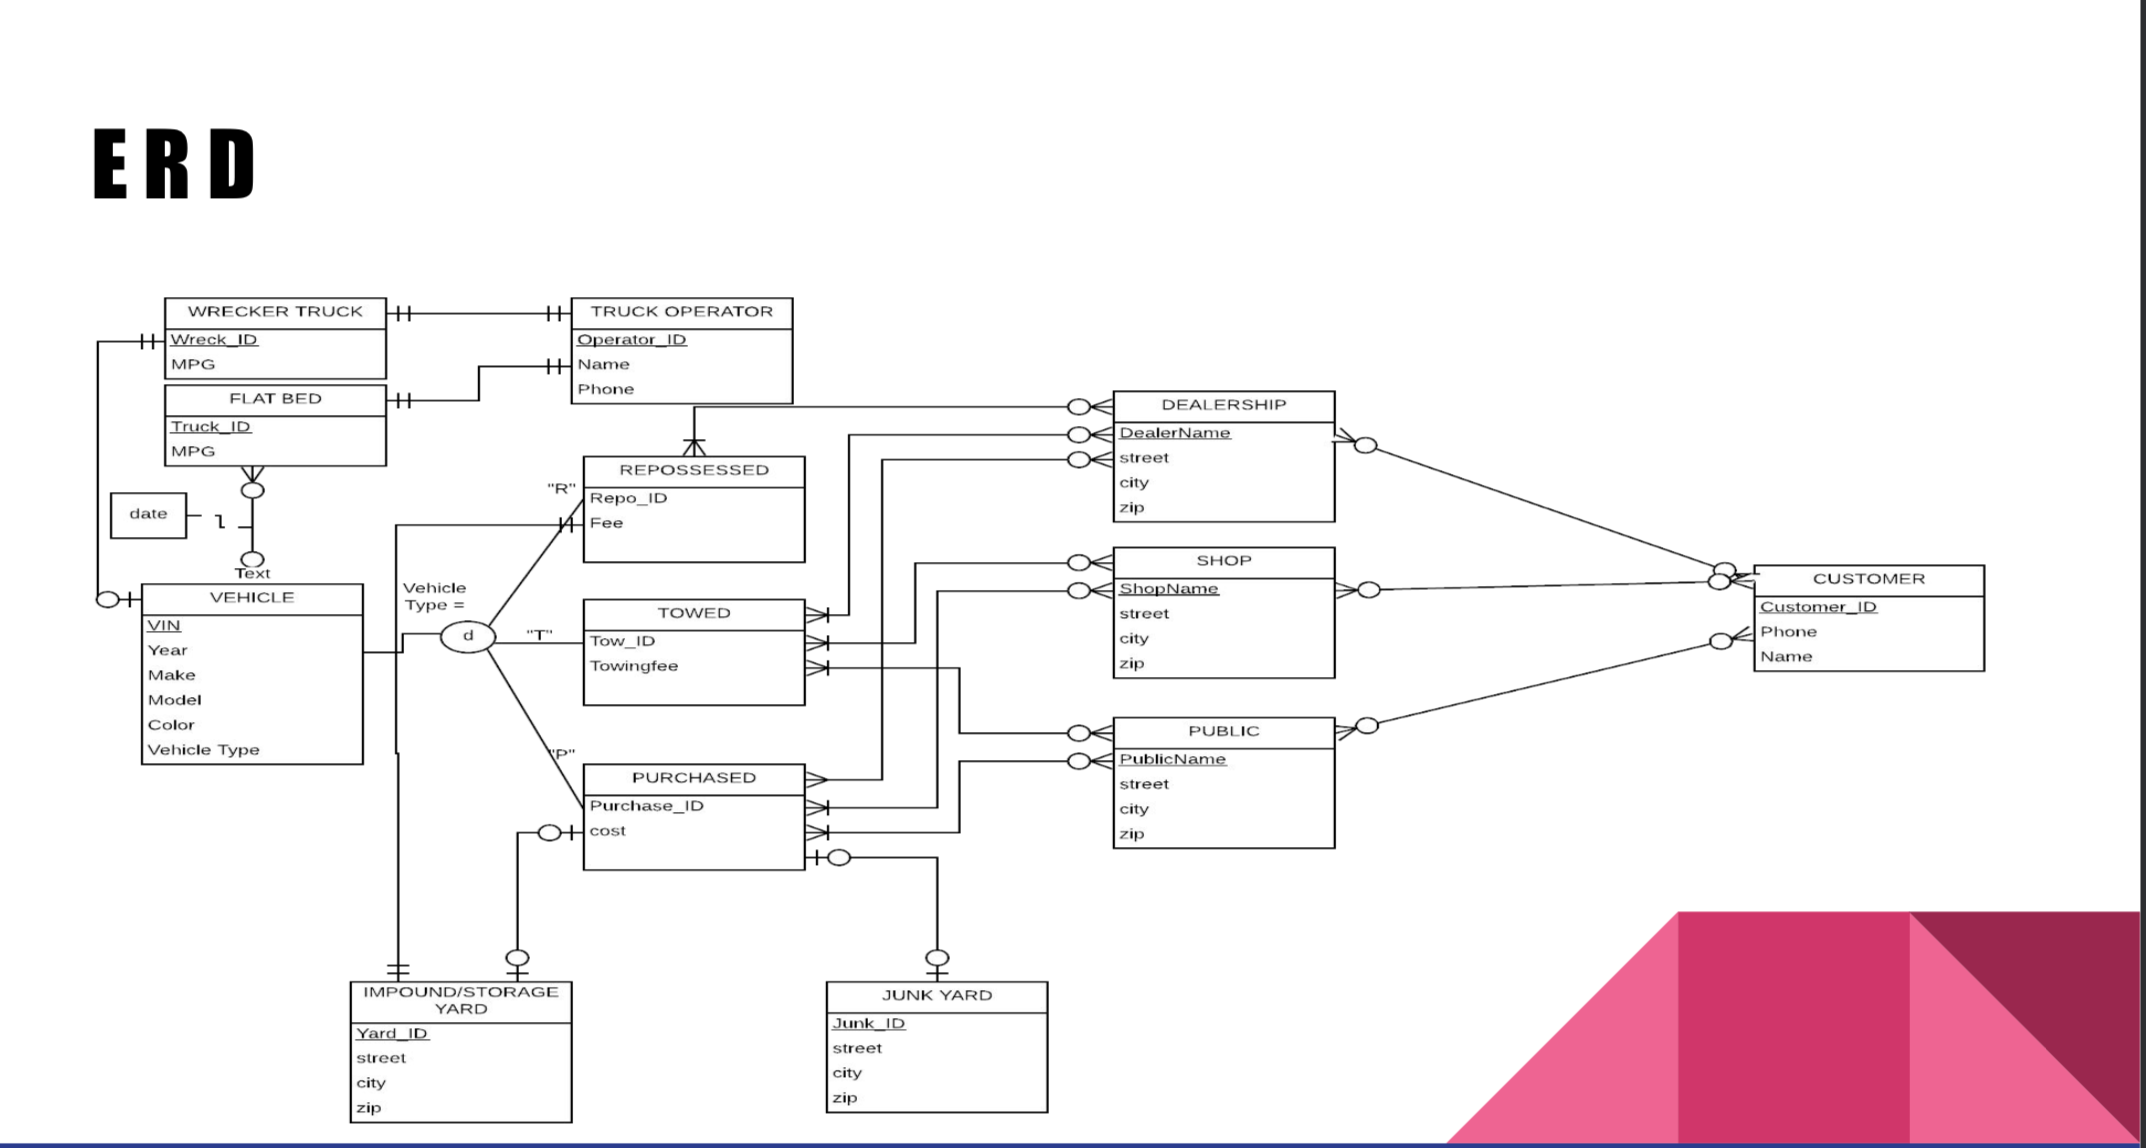 ERD
WRECKER TRUCK
Wreck_ID
MPG
TRUCK OPERATOR
Operator_ID
Name
Phone
FLAT BED
Truck_ID
MPG
date
Text
VEHICLE
VIN
Year
Make
Model
Color
Vehicle Type
Vehicle
Type =
d
"R"
"T"
"P"
REPOSSESSED
Repo_ID
Fee
TOWED
Tow_ID
Towingfee
PURCHASED
Purchase_ID
cost
DEALERSHIP
DealerName
street
city
zip
SHOP
ShopName
street
city
zip
PUBLIC
PublicName
street
city
zip
CUSTOMER
Customer_ID
Phone
Name
IMPOUND/STORAGE
YARD
Yard_ID
street
city
zip
JUNK YARD
Junk_ID
street
city
zip